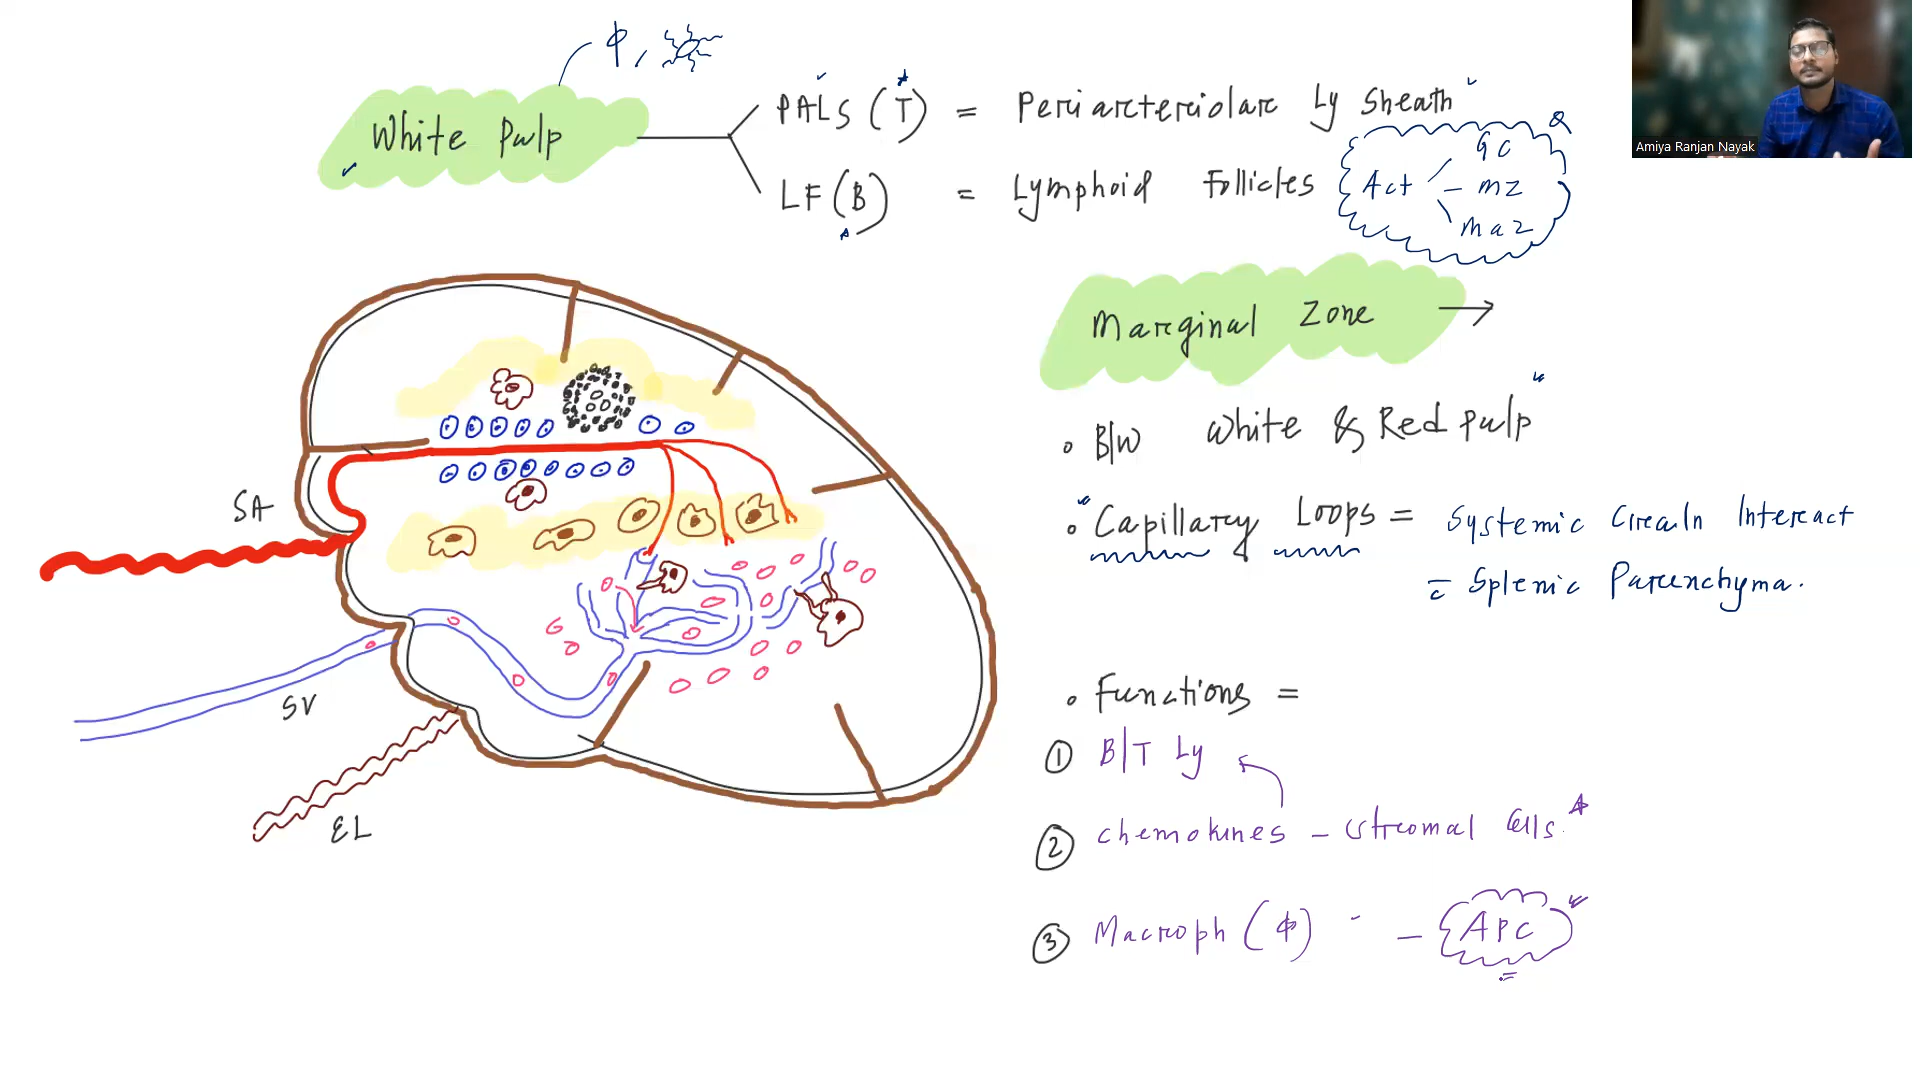 φ,
White Pulp
PALS (T) = Periarteriolar Ly Sheath
LF (B) = Lymphoid Follicles
Act
GC
MZ
Maz
Marginal Zone →
• B/W White & Red Pulp
• Capillary Loops = Systemic Circuln Interact
c̄ Splenic Parenchyma.
• Functions =
① B/T Ly
② Chemokines - Stromal Cells.
③ Macroph (φ) - APC
SA
SV
EL
Amiya Ranjan Nayak